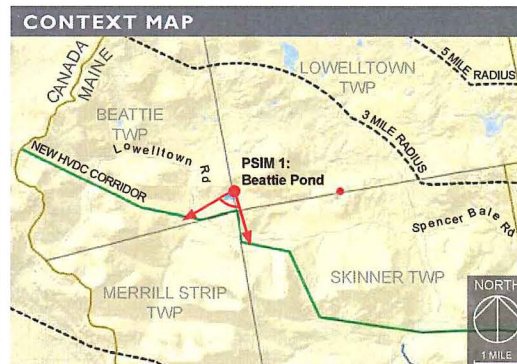 CONTEXT MAP
CANADA
MAINE
LOWELLTOWN
TWP
5 MILE RADIUS
3 MILE RADIUS
BEATTIE
TWP
Lowelltown Rd
NEW HVDC CORRIDOR
PSIM 1:
Beattie Pond
Spencer Bale Rd
SKINNER TWP
MERRILL STRIP
TWP
NORTH
1 MILE